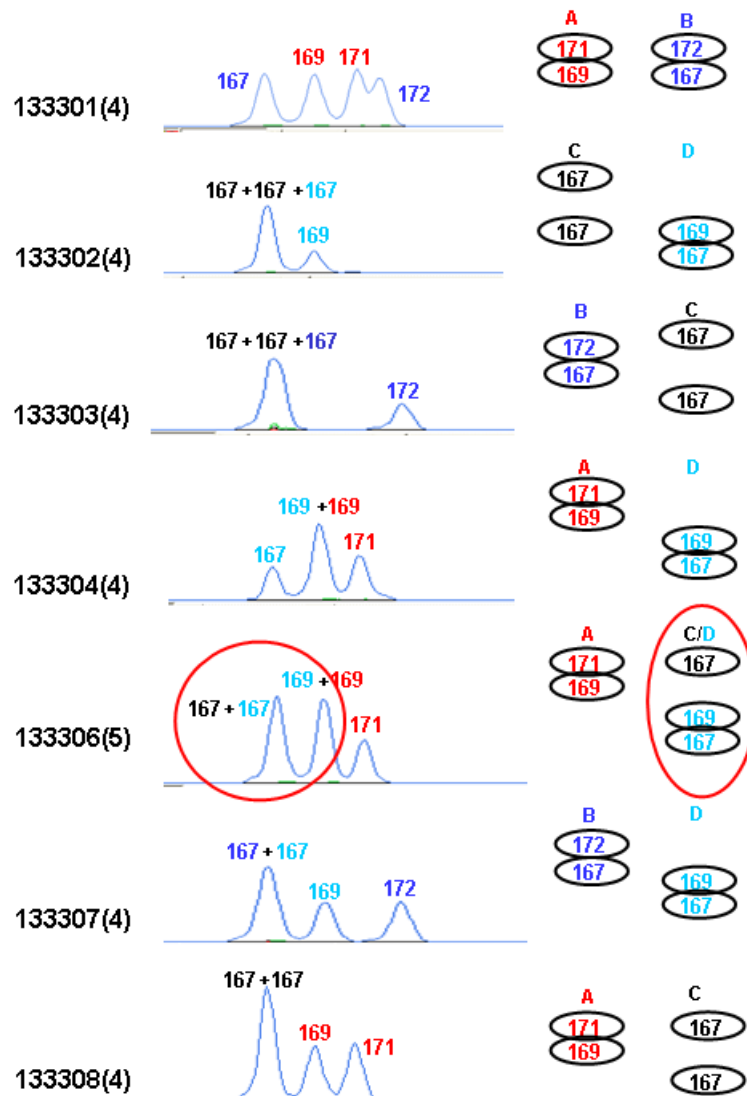 A B
169 171 171 172
167 172 169 167
133301(4)
C D
167 +167 +167 167
169 167 169
133302(4) 167
B C
167 +167 +167 172 167
172 167
133303(4) 167
A D
169 +169 171
167 171 169 169
133304(4) 167
A C/D
169 +169 171 167
167 + 167 171 169 169
133306(5) 167
B D
167 + 167 172
169 172 167 169
133307(4) 167
167 +167 A C
169 171 171 167
169
133308(4) 167